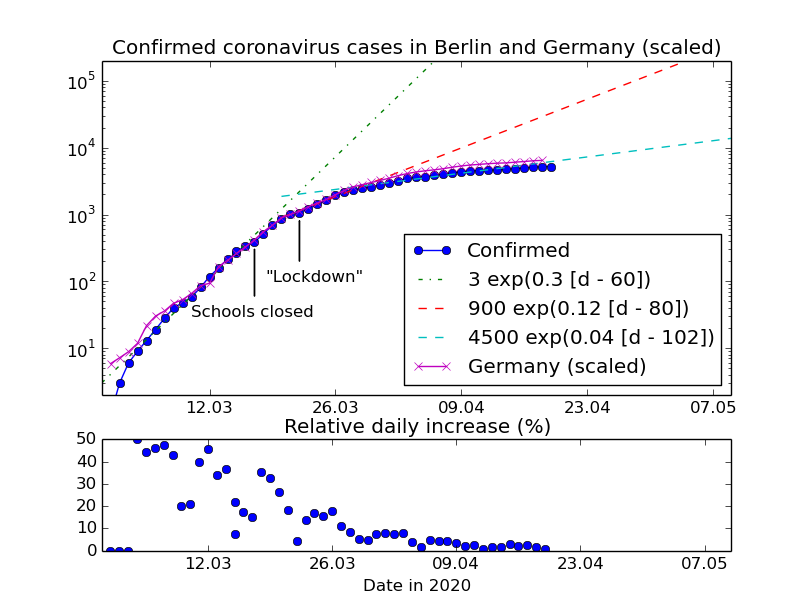 Confirmed coronavirus cases in Berlin and Germany (scaled)
10^5
10^4
10^3
10^2
10^1
"Lockdown"
Schools closed
Confirmed
3 exp(0.3 [d - 60])
900 exp(0.12 [d - 80])
4500 exp(0.04 [d - 102])
Germany (scaled)
12.03 26.03 09.04 23.04 07.05
Relative daily increase (%)
50
40
30
20
10
0
12.03 26.03 09.04 23.04 07.05
Date in 2020